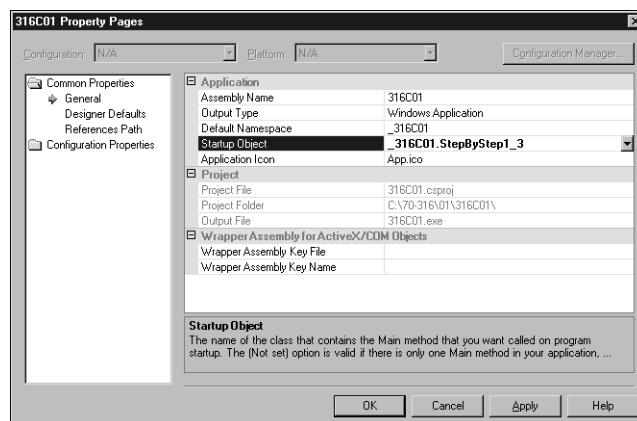 316C01 Property Pages
Configuration: N/A Platform: N/A Configuration Manager...
Common Properties
General
Designer Defaults
References Path
Configuration Properties
Application
Assembly Name 316C01
Output Type Windows Application
Default Namespace _316C01
Startup Object _316C01.StepByStep1_3
Application Icon App.ico
Project
Project File 316C01.csproj
Project Folder C:\70-316\01\316C01\
Output File 316C01.exe
Wrapper Assembly for ActiveX/COM Objects
Wrapper Assembly Key File
Wrapper Assembly Key Name
Startup Object
The name of the class that contains the Main method that you want called on program
startup. The (Not set) option is valid if there is only one Main method in your application, ...
OK Cancel Apply Help